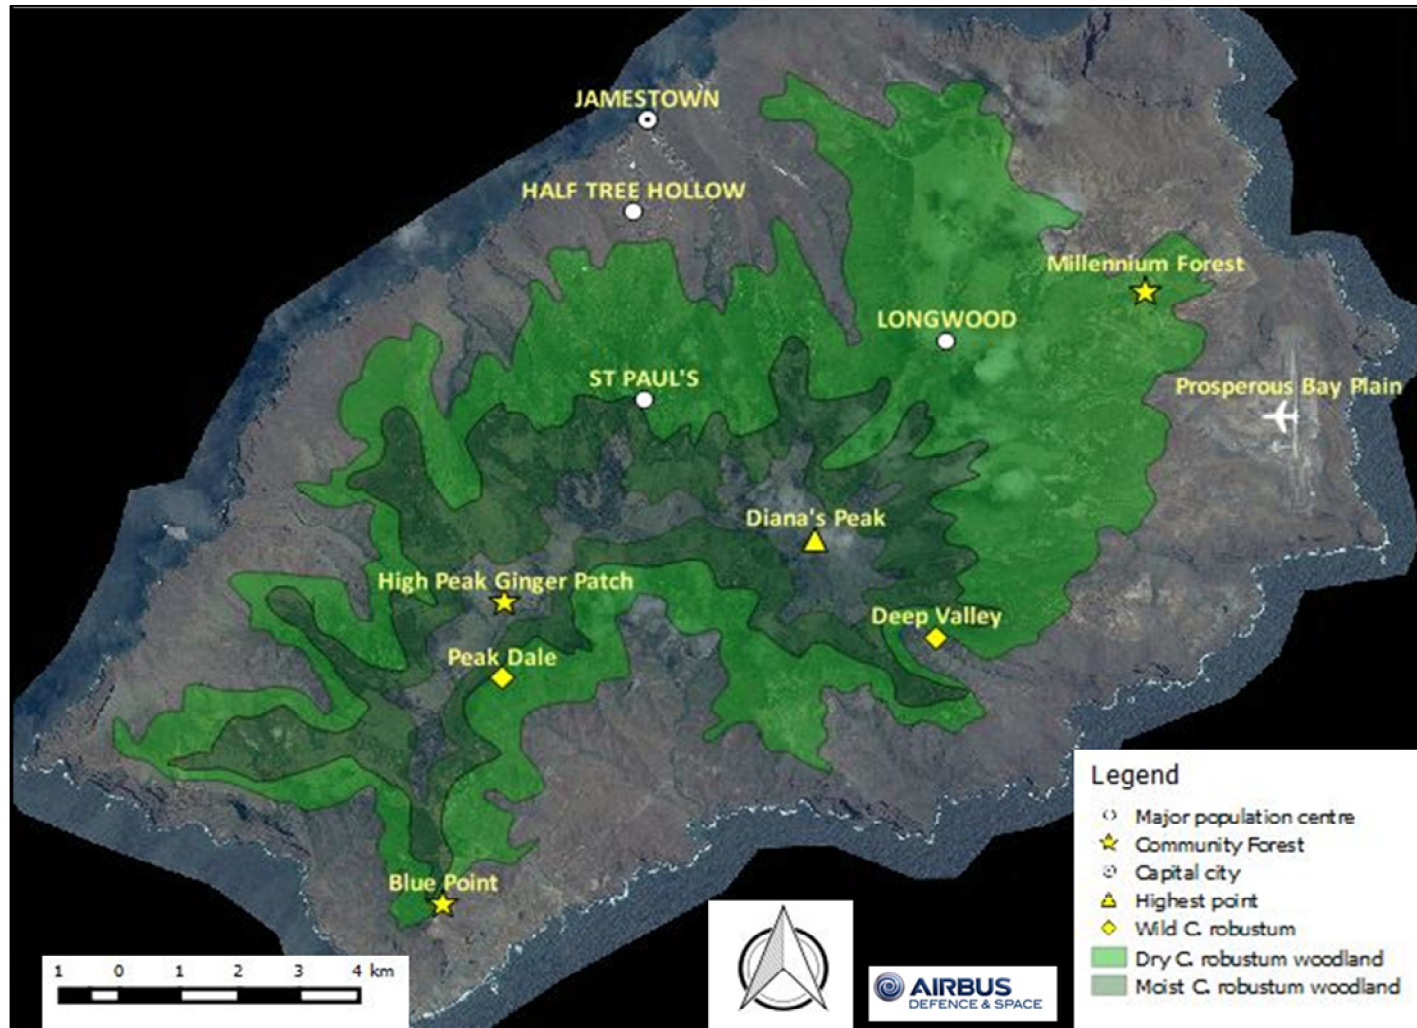 JAMESTOWN
HALF TREE HOLLOW
Millennium Forest
LONGWOOD
ST PAUL'S
Prosperous Bay Plain
Diana's Peak
High Peak Ginger Patch
Deep Valley
Peak Dale
Blue Point
Legend
Major population centre
Community Forest
Capital city
Highest point
Wild C. robustum
Dry C. robustum woodland
Moist C. robustum woodland
1 0 1 2 3 4 km
AIRBUS
DEFENCE & SPACE